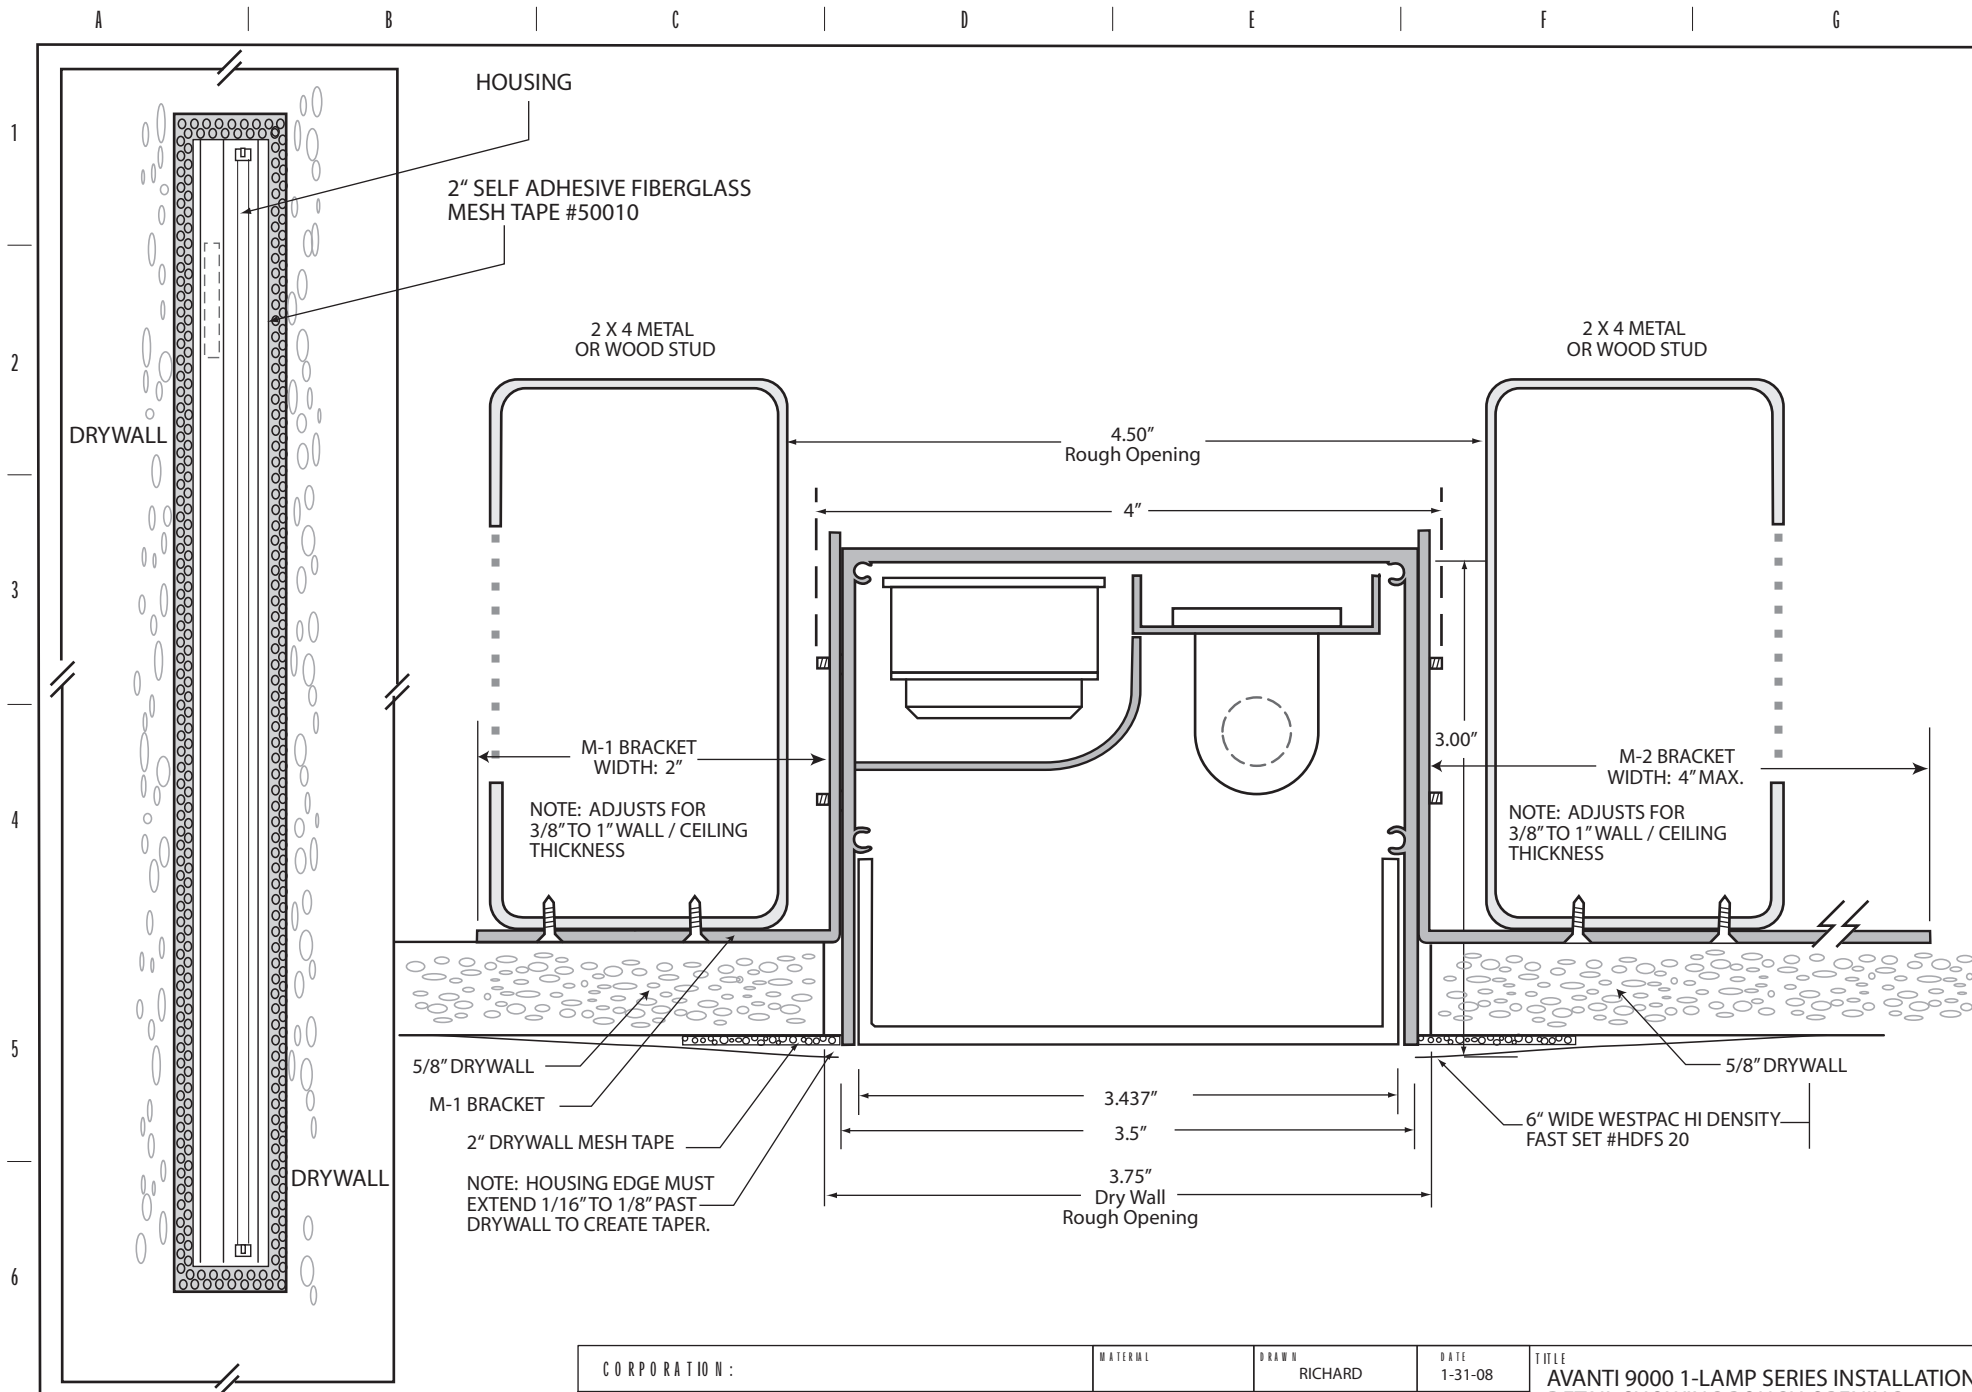 A B C D E F G
1
2
3
4
5
6
HOUSING
2“ SELF ADHESIVE FIBERGLASS
MESH TAPE #50010
DRYWALL
DRYWALL
2 X 4 METAL
OR WOOD STUD
2 X 4 METAL
OR WOOD STUD
4.50”
Rough Opening
4”
3.00”
M-1 BRACKET
WIDTH: 2”
NOTE: ADJUSTS FOR
3/8” TO 1” WALL / CEILING
THICKNESS
M-2 BRACKET
WIDTH: 4” MAX.
NOTE: ADJUSTS FOR
3/8” TO 1” WALL / CEILING
THICKNESS
5/8” DRYWALL
M-1 BRACKET
2“ DRYWALL MESH TAPE
NOTE: HOUSING EDGE MUST
EXTEND 1/16” TO 1/8” PAST
DRYWALL TO CREATE TAPER.
3.437”
3.5”
3.75”
Dry Wall
Rough Opening
5/8” DRYWALL
6“ WIDE WESTPAC HI DENSITY
FAST SET #HDFS 20
CORPORATION:
MATERIAL
DRAWN
RICHARD
DATE
1-31-08
TITLE
AVANTI 9000 1-LAMP SERIES INSTALLATION